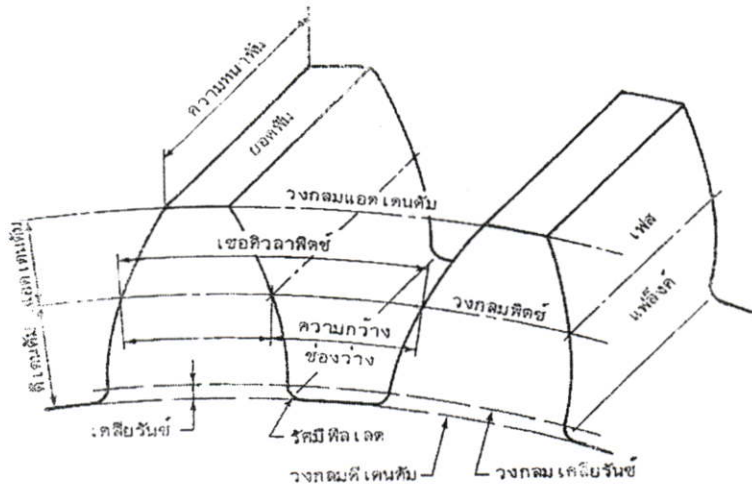 ความหนาฟัน
ยอดฟัน
วงกลมแอดเดนดัม
เซอคิวลาพิตช์
เฟส
แอดเดนดัม
วงกลมพิตช์
แฟล็งค์
ความกว้าง
ช่องว่าง
ดีเดนดัม
เคลียรันซ์
รัศมีฟิลเลต
วงกลมดีเดนดัม
วงกลมเคลียรันซ์